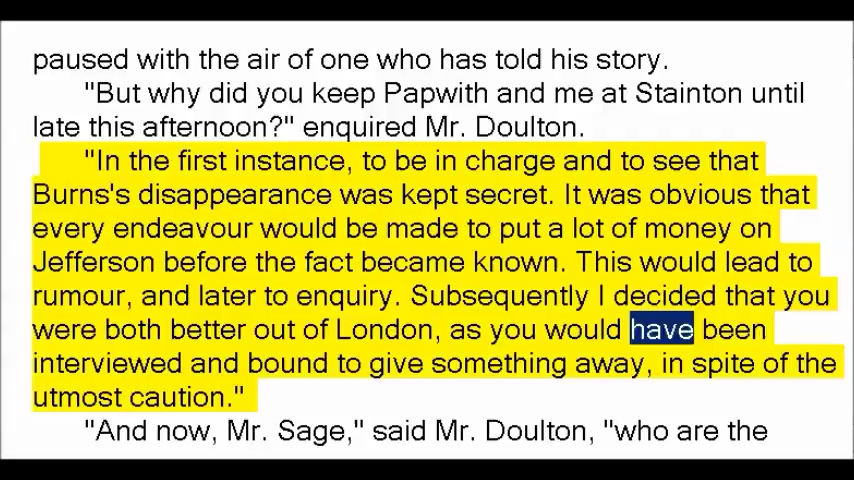 paused with the air of one who has told his story.
"But why did you keep Papwith and me at Stainton until
late this afternoon?" enquired Mr. Doulton.
"In the first instance, to be in charge and to see that
Burns's disappearance was kept secret. It was obvious that
every endeavour would be made to put a lot of money on
Jefferson before the fact became known. This would lead to
rumour, and later to enquiry. Subsequently I decided that you
were both better out of London, as you would have been
interviewed and bound to give something away, in spite of the
utmost caution."
"And now, Mr. Sage," said Mr. Doulton, "who are the